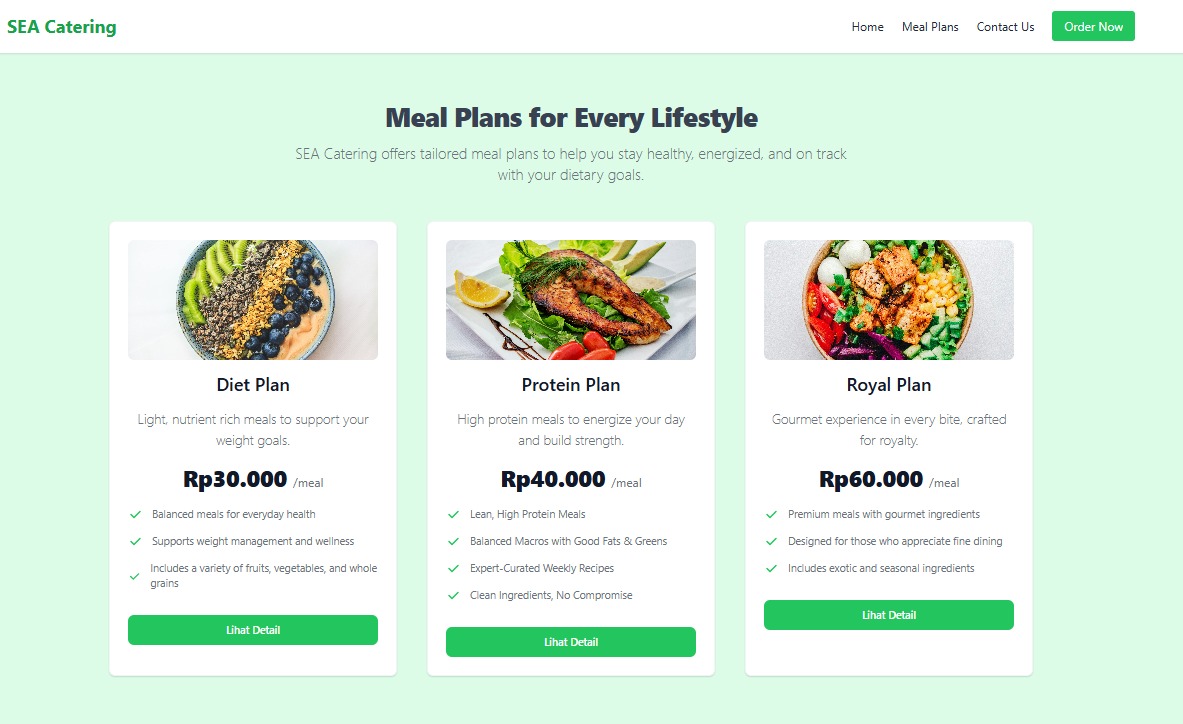 SEA Catering
Home
Meal Plans
Contact Us
Order Now
Meal Plans for Every Lifestyle
SEA Catering offers tailored meal plans to help you stay healthy, energized, and on track
with your dietary goals.
Diet Plan
Light, nutrient rich meals to support your
weight goals.
Rp30.000 /meal
Balanced meals for everyday health
Supports weight management and wellness
Includes a variety of fruits, vegetables, and whole
grains
Lihat Detail
Protein Plan
High protein meals to energize your day
and build strength.
Rp40.000 /meal
Lean, High Protein Meals
Balanced Macros with Good Fats & Greens
Expert-Curated Weekly Recipes
Clean Ingredients, No Compromise
Lihat Detail
Royal Plan
Gourmet experience in every bite, crafted
for royalty.
Rp60.000 /meal
Premium meals with gourmet ingredients
Designed for those who appreciate fine dining
Includes exotic and seasonal ingredients
Lihat Detail